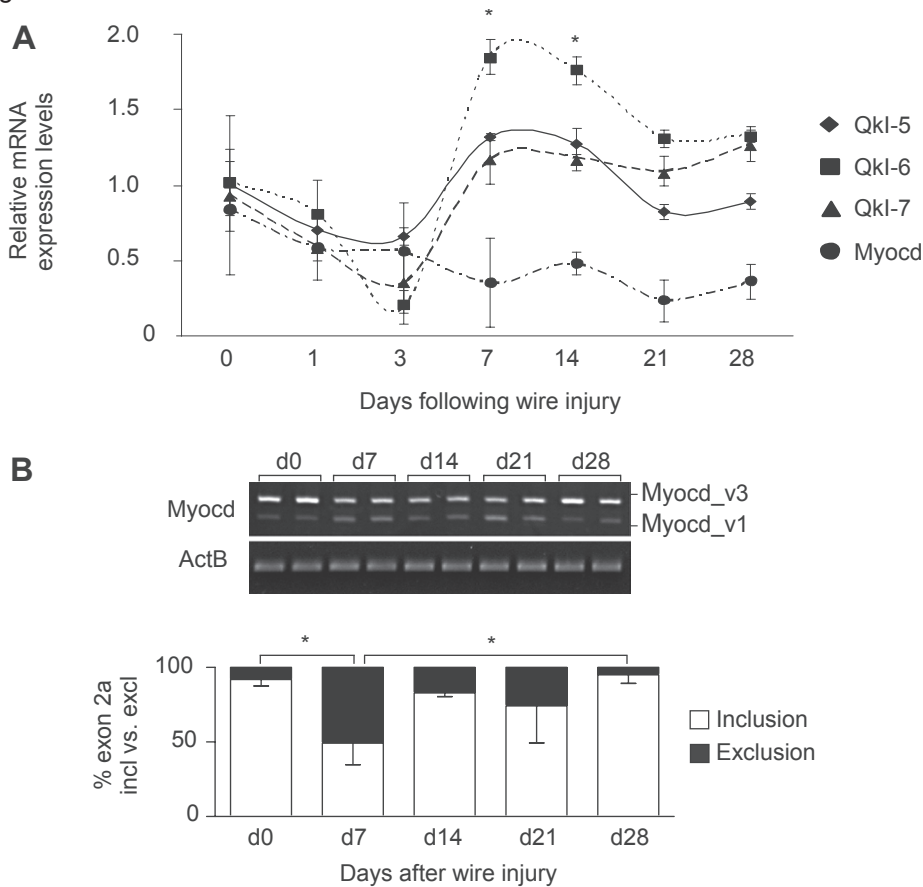 A
Relative mRNA
expression levels
2.0
1.5
1.0
0.5
0
* *
0 1 3 7 14 21 28
Days following wire injury
QkI-5
QkI-6
QkI-7
Myocd
B
d0 d7 d14 d21 d28
Myocd
Myocd_v3
Myocd_v1
ActB
* *
% exon 2a
incl vs. excl
100
50
0
d0 d7 d14 d21 d28
Days after wire injury
Inclusion
Exclusion